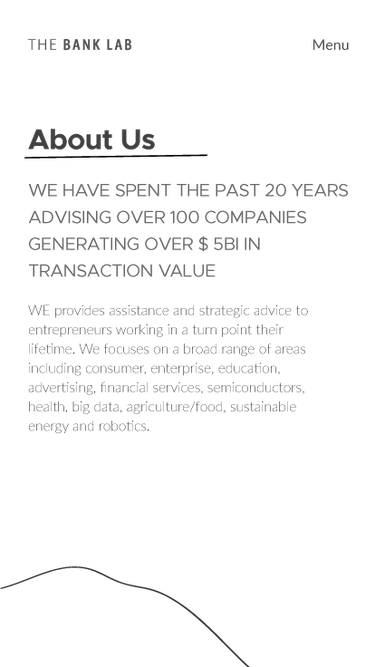 THE BANK LAB
Menu
About Us
WE HAVE SPENT THE PAST 20 YEARS
ADVISING OVER 100 COMPANIES
GENERATING OVER $ 5BI IN
TRANSACTION VALUE
WE provides assistance and strategic advice to
entrepreneurs working in a turn point their
lifetime. We focuses on a broad range of areas
including consumer, enterprise, education,
advertising, financial services, semiconductors,
health, big data, agriculture/food, sustainable
energy and robotics.